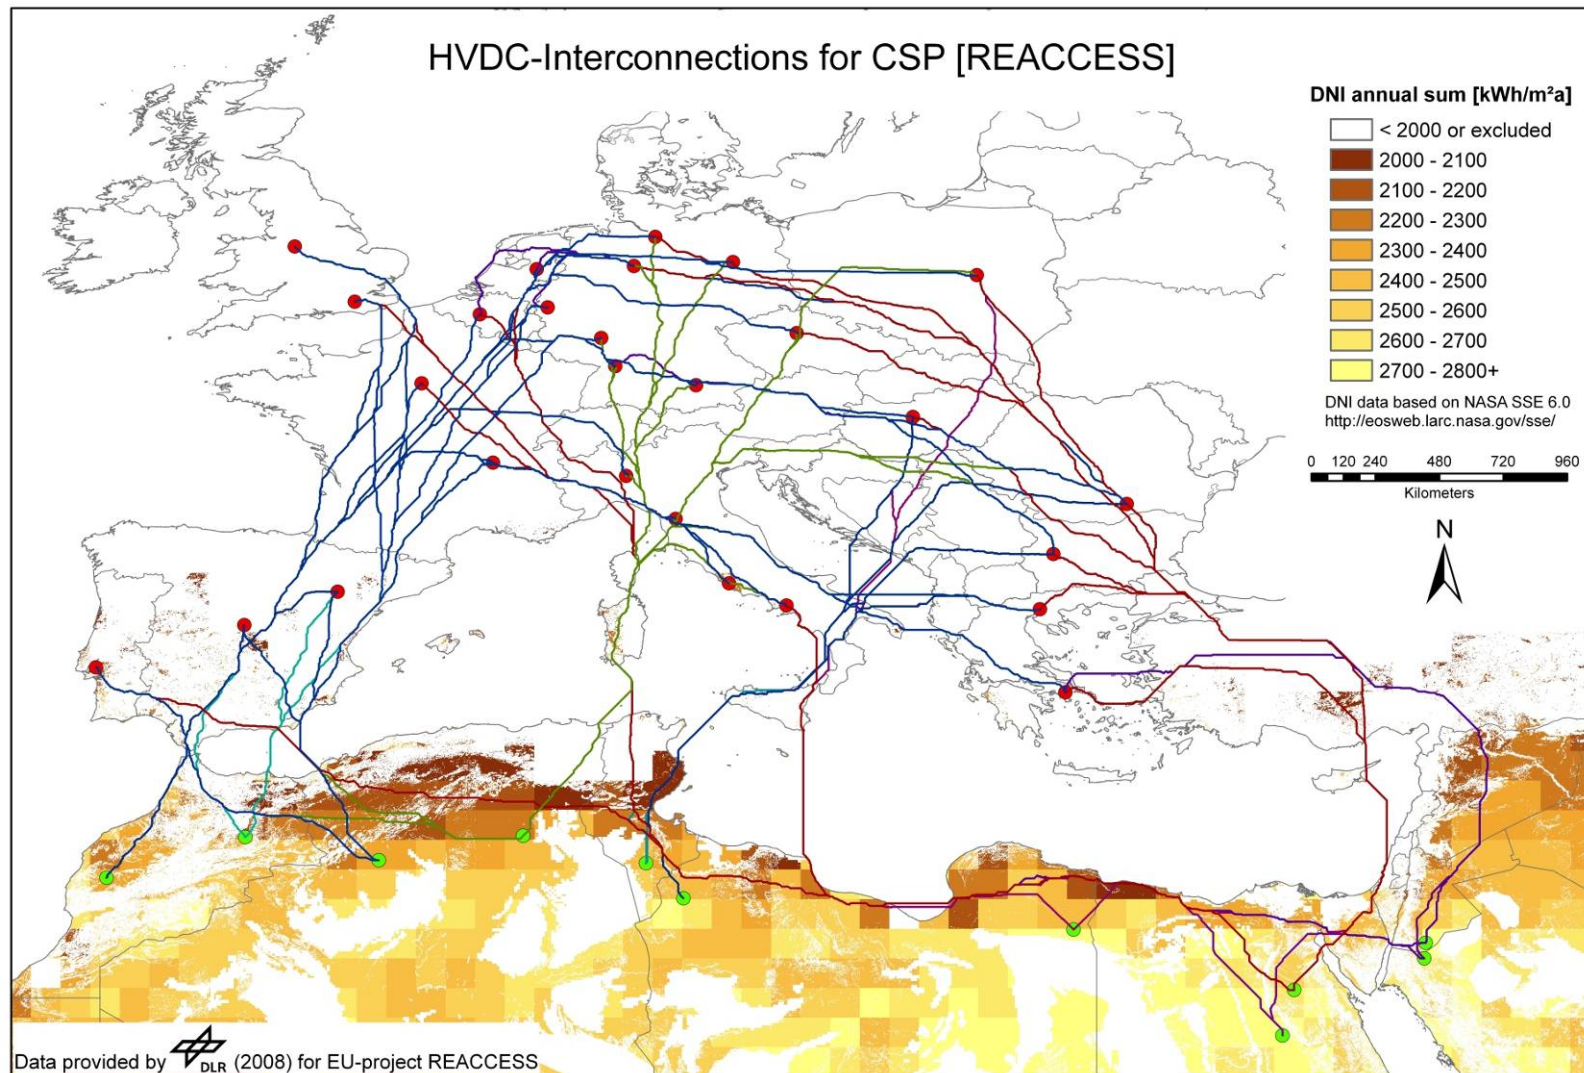 HVDC-Interconnections for CSP [REACCESS]
DNI annual sum [kWh/m²a]
< 2000 or excluded
2000 - 2100
2100 - 2200
2200 - 2300
2300 - 2400
2400 - 2500
2500 - 2600
2600 - 2700
2700 - 2800+
DNI data based on NASA SSE 6.0
http://eosweb.larc.nasa.gov/sse/
0 120 240 480 720 960
Kilometers
N
Data provided by DLR (2008) for EU-project REACCESS